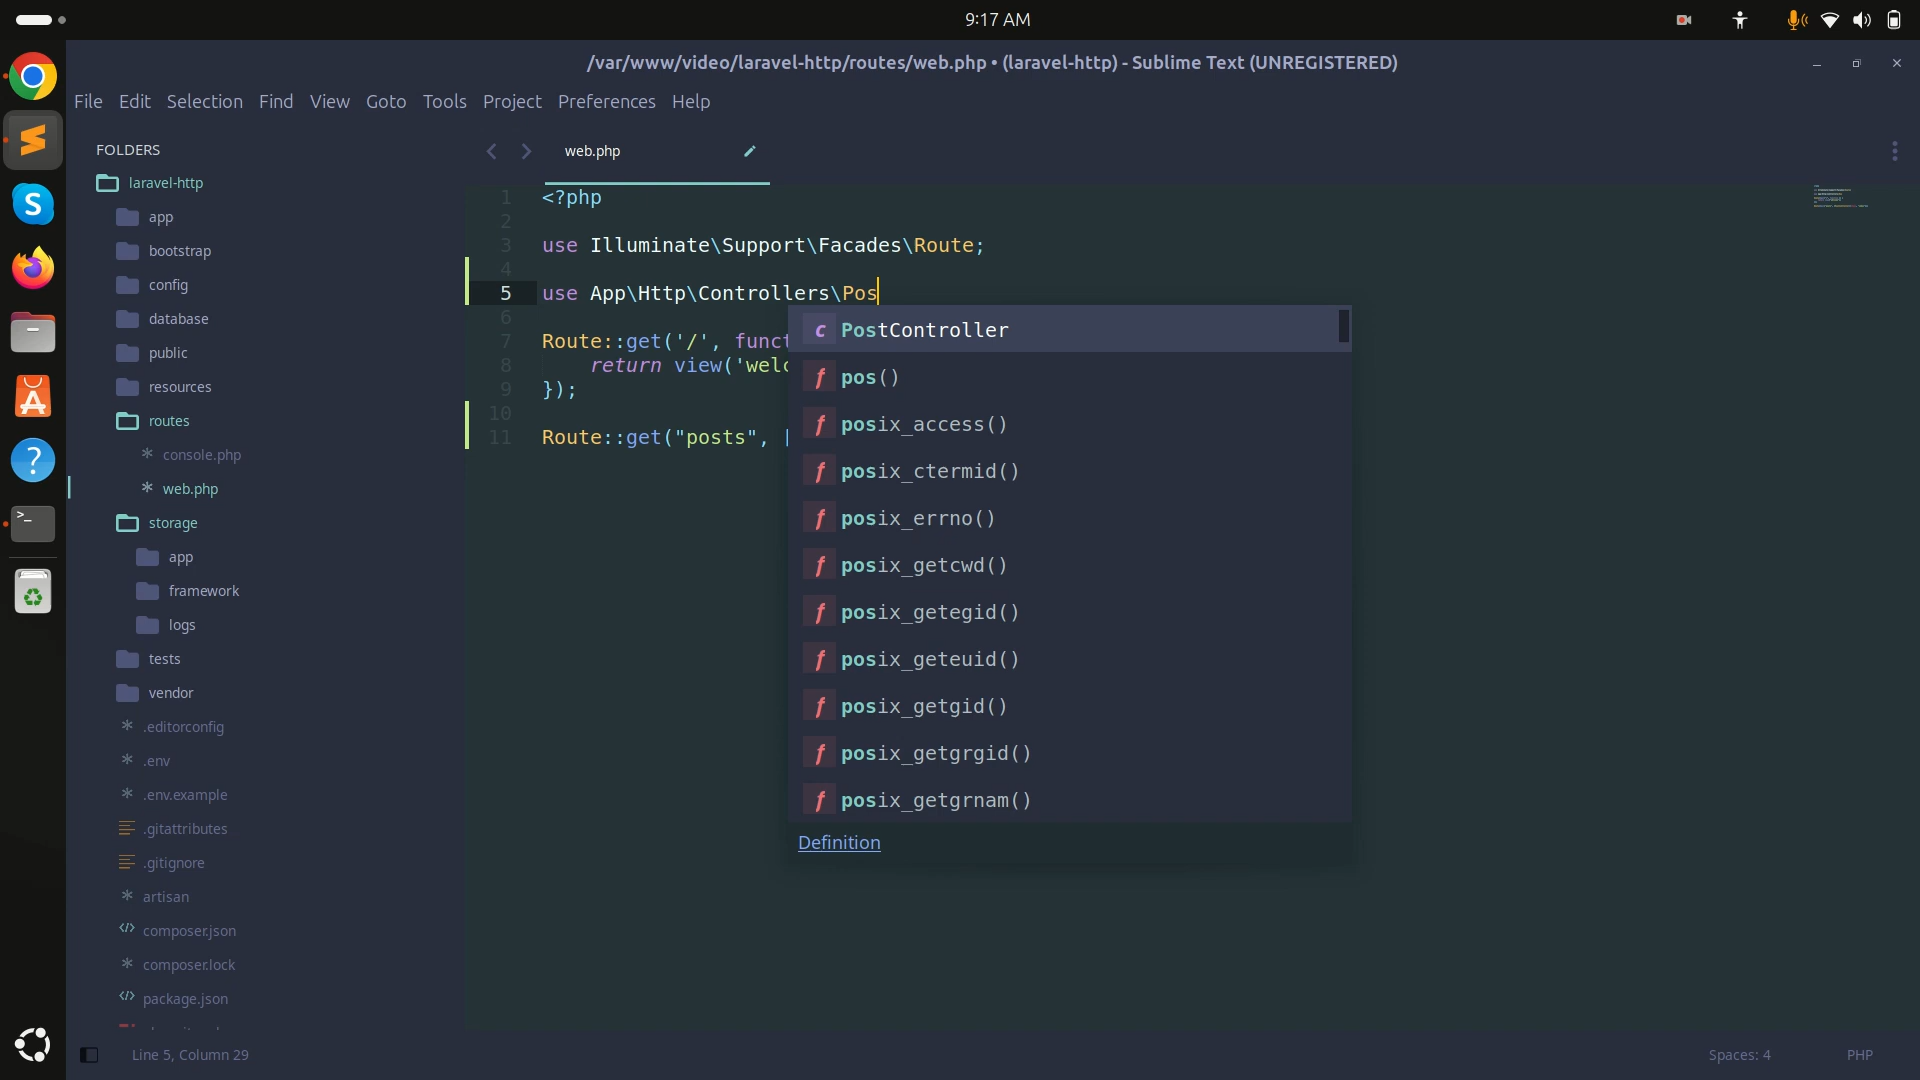 9:17 AM
/var/www/video/laravel-http/routes/web.php • (laravel-http) - Sublime Text (UNREGISTERED)
File Edit Selection Find View Goto Tools Project Preferences Help
FOLDERS
laravel-http
app
bootstrap
config
database
public
resources
routes
console.php
web.php
storage
app
framework
logs
tests
vendor
.editorconfig
.env
.env.example
.gitattributes
.gitignore
artisan
composer.json
composer.lock
package.json
web.php
1 <?php
2
3 use Illuminate\Support\Facades\Route;
4
5 use App\Http\Controllers\Pos
6
7 Route::get('/', funct
8 return view('welc
9 });
10
11 Route::get("posts", [
c PostController
f pos()
f posix_access()
f posix_ctermid()
f posix_errno()
f posix_getcwd()
f posix_getegid()
f posix_geteuid()
f posix_getgid()
f posix_getgrgid()
f posix_getgrnam()
Definition
Line 5, Column 29
Spaces: 4
PHP